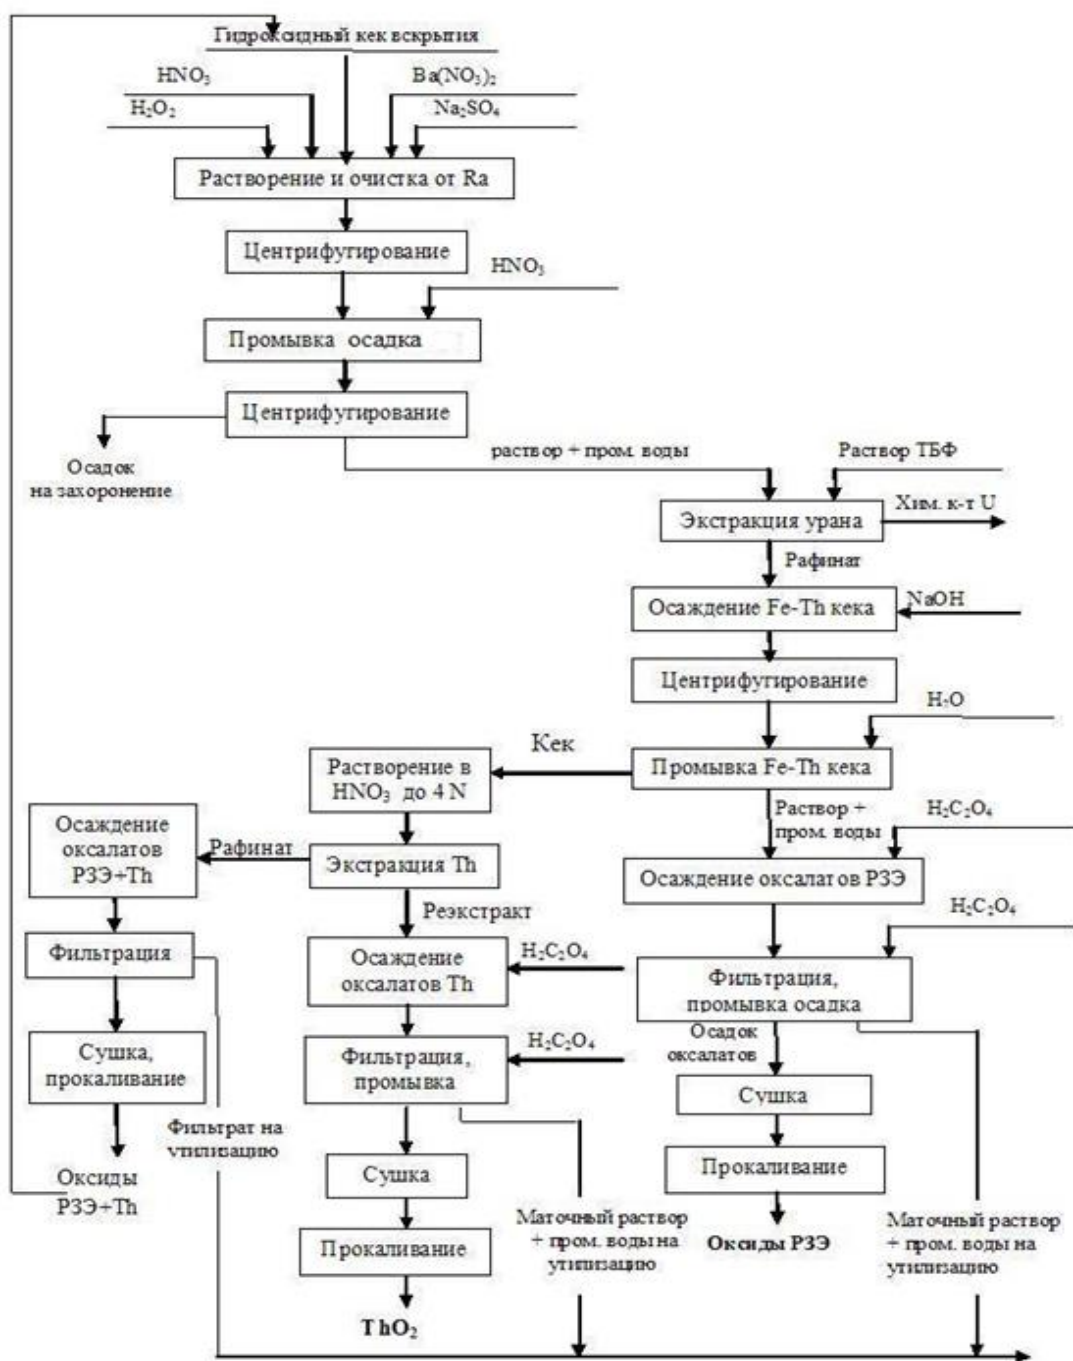 Гидроксидный кек вскрытия
HNO₃
Ba(NO₃)₂
H₂O₂
Na₂SO₄
Растворение и очистка от Ra
Центрифугирование
HNO₃
Промывка осадка
Центрифугирование
Осадок
на захоронение
раствор + пром. воды
Раствор ТБФ
Экстракция урана
Хим. к-т U
Рафинат
Осаждение Fe-Th кека
NaOH
Центрифугирование
H₂O
Кек
Промывка Fe-Th кека
Растворение в
HNO₃ до 4 N
Раствор +
пром. воды
H₂C₂O₄
Осаждение
оксалатов
РЗЭ+Th
Рафинат
Экстракция Th
Осаждение оксалатов РЗЭ
Реэкстракт
H₂C₂O₄
Фильтрация
Осаждение
оксалатов Th
H₂C₂O₄
Фильтрация,
промывка осадка
Осадок
оксалатов
Сушка,
прокаливание
Фильтрация,
промывка
H₂C₂O₄
Сушка
Фильтрат на
утилизацию
Сушка
Прокаливание
Оксиды
РЗЭ+Th
Прокаливание
Маточный раствор
+ пром. воды на
утилизацию
Оксиды РЗЭ
Маточный раствор
+ пром. воды на
утилизацию
ThO₂